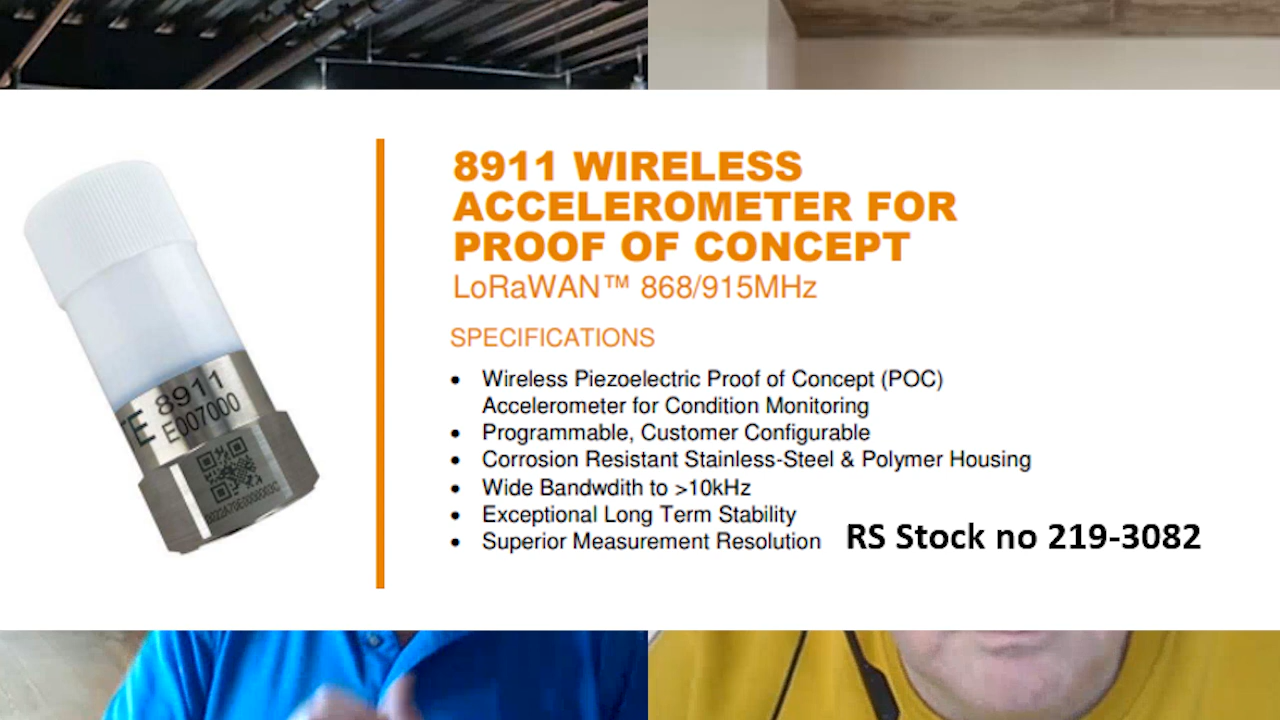 8911 WIRELESS
ACCELEROMETER FOR
PROOF OF CONCEPT
LoRaWAN™ 868/915MHz
SPECIFICATIONS
• Wireless Piezoelectric Proof of Concept (POC)
Accelerometer for Condition Monitoring
• Programmable, Customer Configurable
• Corrosion Resistant Stainless-Steel & Polymer Housing
• Wide Bandwdith to >10kHz
• Exceptional Long Term Stability
• Superior Measurement Resolution
RS Stock no 219-3082
TE 8911
E007000